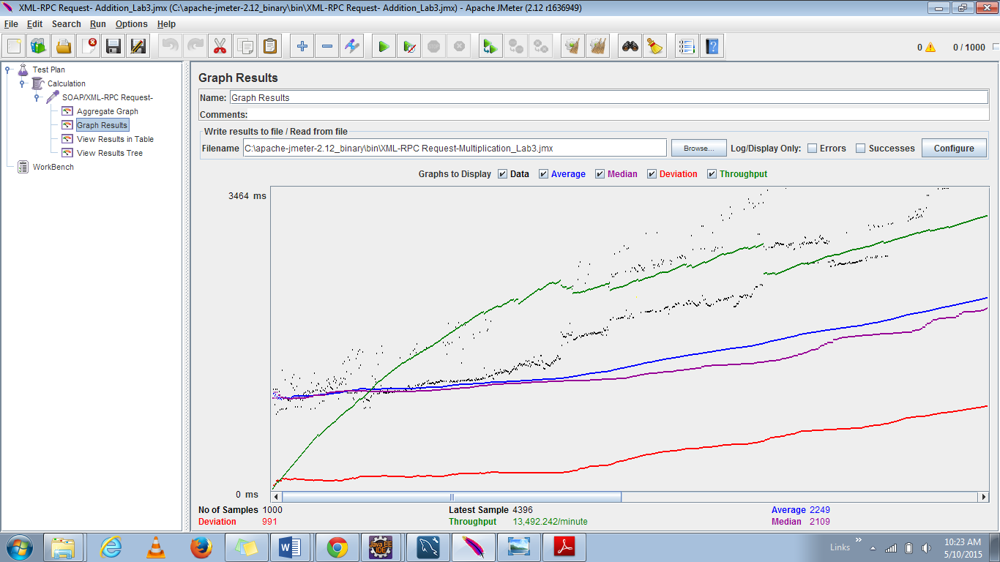 XML-RPC Request- Addition_Lab3.jmx (C:\apache-jmeter-2.12_binary\bin\XML-RPC Request- Addition_Lab3.jmx) - Apache JMeter (2.12 r1636949)
File Edit Search Run Options Help
0 0 / 1000
Test Plan
Calculation
SOAP/XML-RPC Request-
Aggregate Graph
Graph Results
View Results in Table
View Results Tree
WorkBench
Graph Results
Name: Graph Results
Comments:
Write results to file / Read from file
Filename C:\apache-jmeter-2.12_binary\bin\XML-RPC Request-Multiplication_Lab3.jmx Browse... Log/Display Only: Errors Successes Configure
Graphs to Display Data Average Median Deviation Throughput
3464 ms
0 ms
No of Samples 1000 Latest Sample 4396 Average 2249
Deviation 991 Throughput 13,492.242/minute Median 2109
Java EE
IDE
Links
10:23 AM
5/10/2015